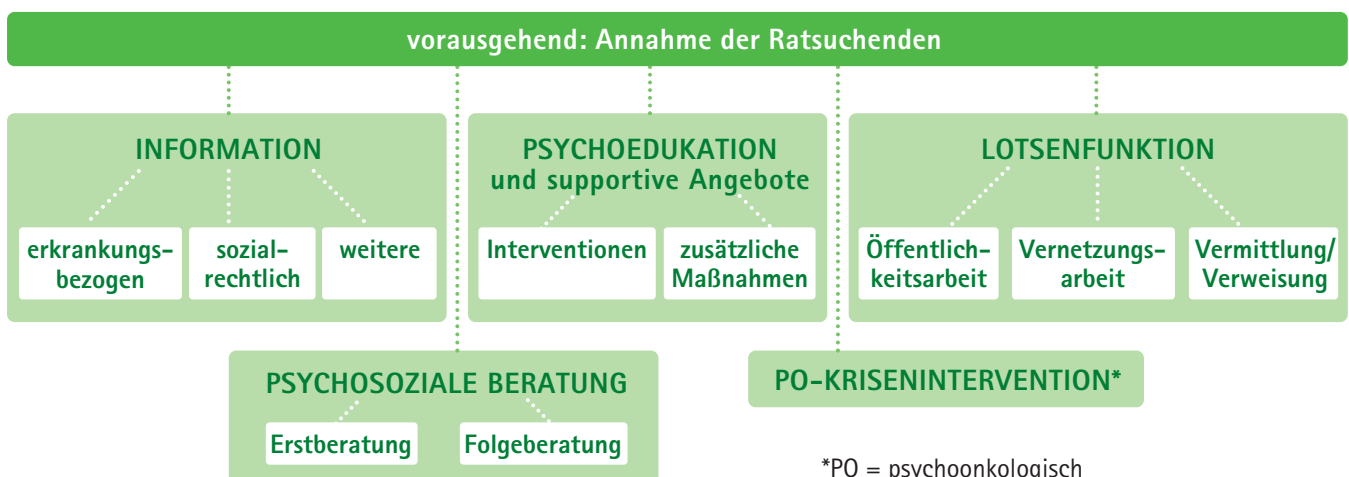 vorausgehend: Annahme der Ratsuchenden
INFORMATION
erkrankungs-
bezogen
sozial-
rechtlich
weitere
PSYCHOEDUKATION
und supportive Angebote
Interventionen
zusätzliche
Maßnahmen
LOTSENFUNKTION
Öffentlich-
keitsarbeit
Vernetzungs-
arbeit
Vermittlung/
Verweisung
PSYCHOSOZIALE BERATUNG
Erstberatung
Folgeberatung
PO-KRISENINTERVENTION*
*PO = psychoonkologisch